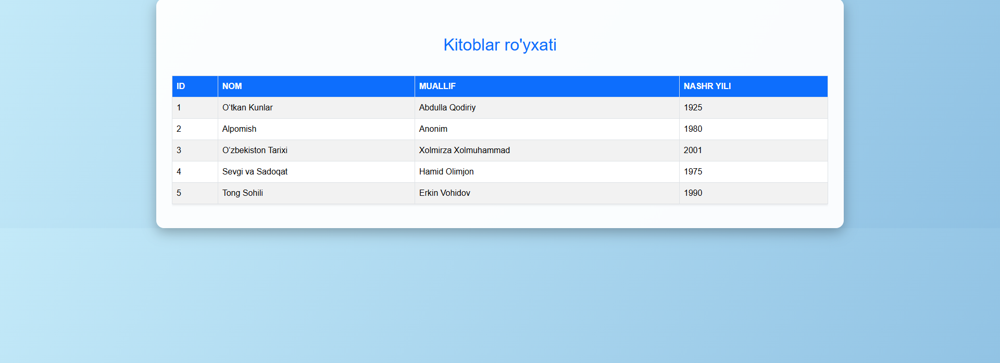 Kitoblar ro'yxati
ID NOM MUALLIF NASHR YILI
1 O‘tkan Kunlar Abdulla Qodiriy 1925
2 Alpomish Anonim 1980
3 O‘zbekiston Tarixi Xolmirza Xolmuhammad 2001
4 Sevgi va Sadoqat Hamid Olimjon 1975
5 Tong Sohili Erkin Vohidov 1990